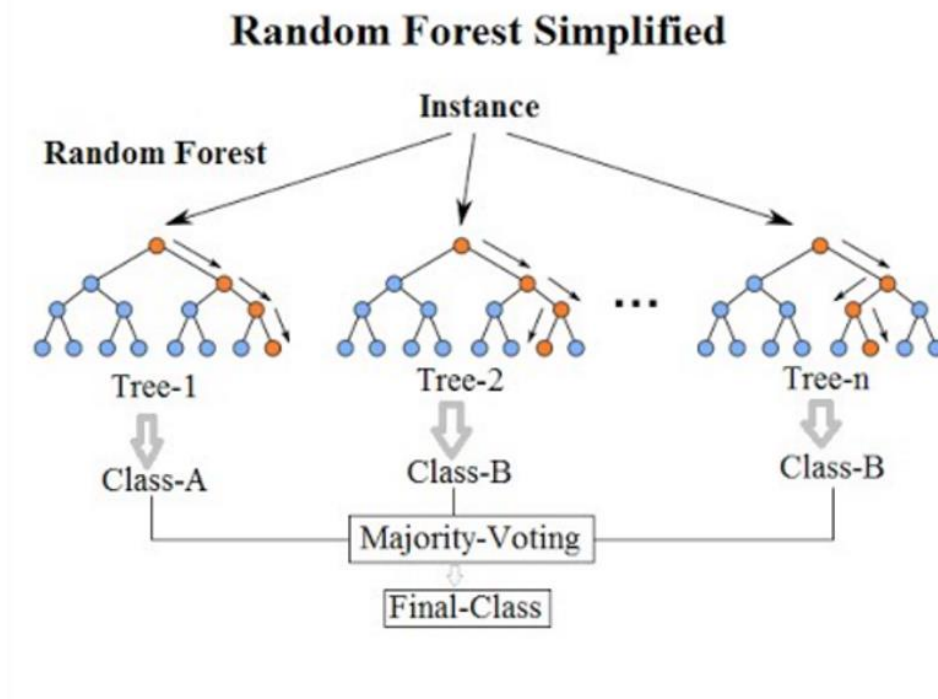 Random Forest Simplified
Instance
Random Forest
...
Tree-1
Tree-2
Tree-n
Class-A
Class-B
Class-B
Majority-Voting
Final-Class